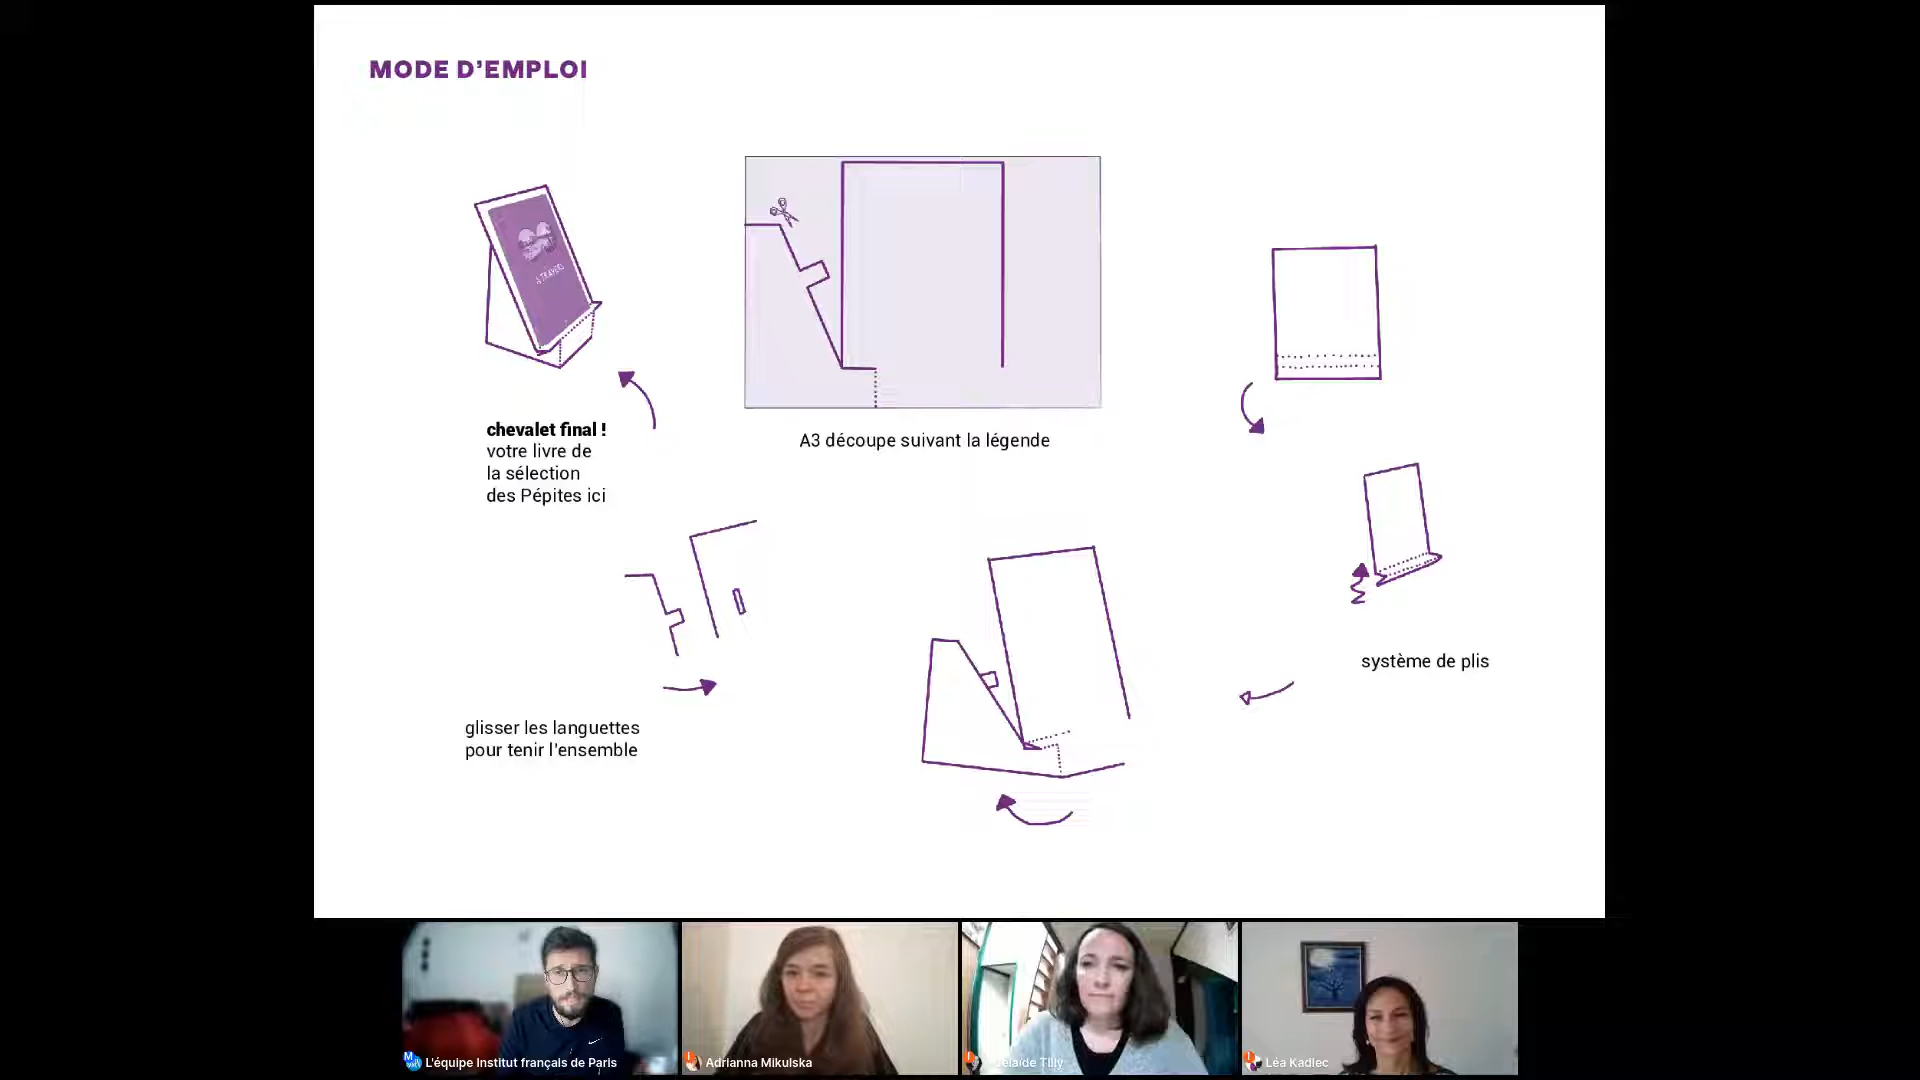 MODE D'EMPLOI
chevalet final !
votre livre de
la sélection
des Pépites ici
A3 découpe suivant la légende
système de plis
glisser les languettes
pour tenir l'ensemble
L'équipe Institut français de Paris
Adrianna Mikulska
Tilly
Léa Kadlec